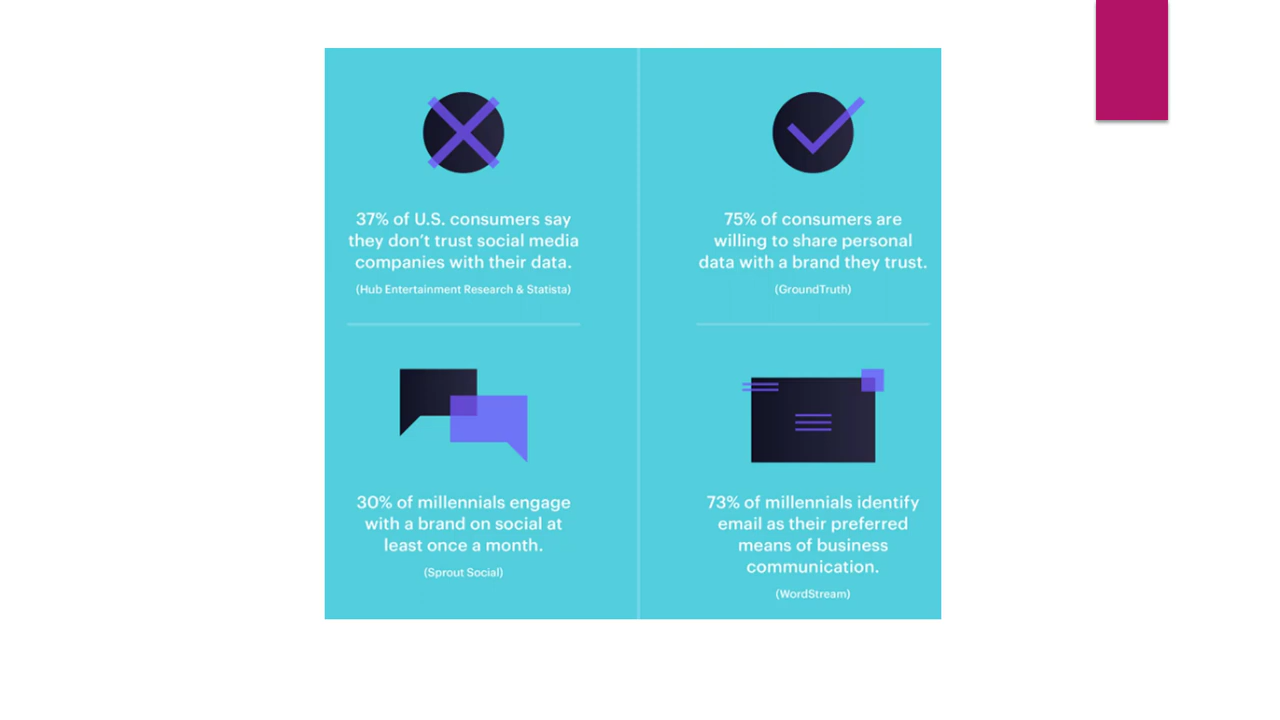 37% of U.S. consumers say
they don't trust social media
companies with their data.
(Hub Entertainment Research & Statista)
75% of consumers are
willing to share personal
data with a brand they trust.
(GroundTruth)
30% of millennials engage
with a brand on social at
least once a month.
(Sprout Social)
73% of millennials identify
email as their preferred
means of business
communication.
(WordStream)